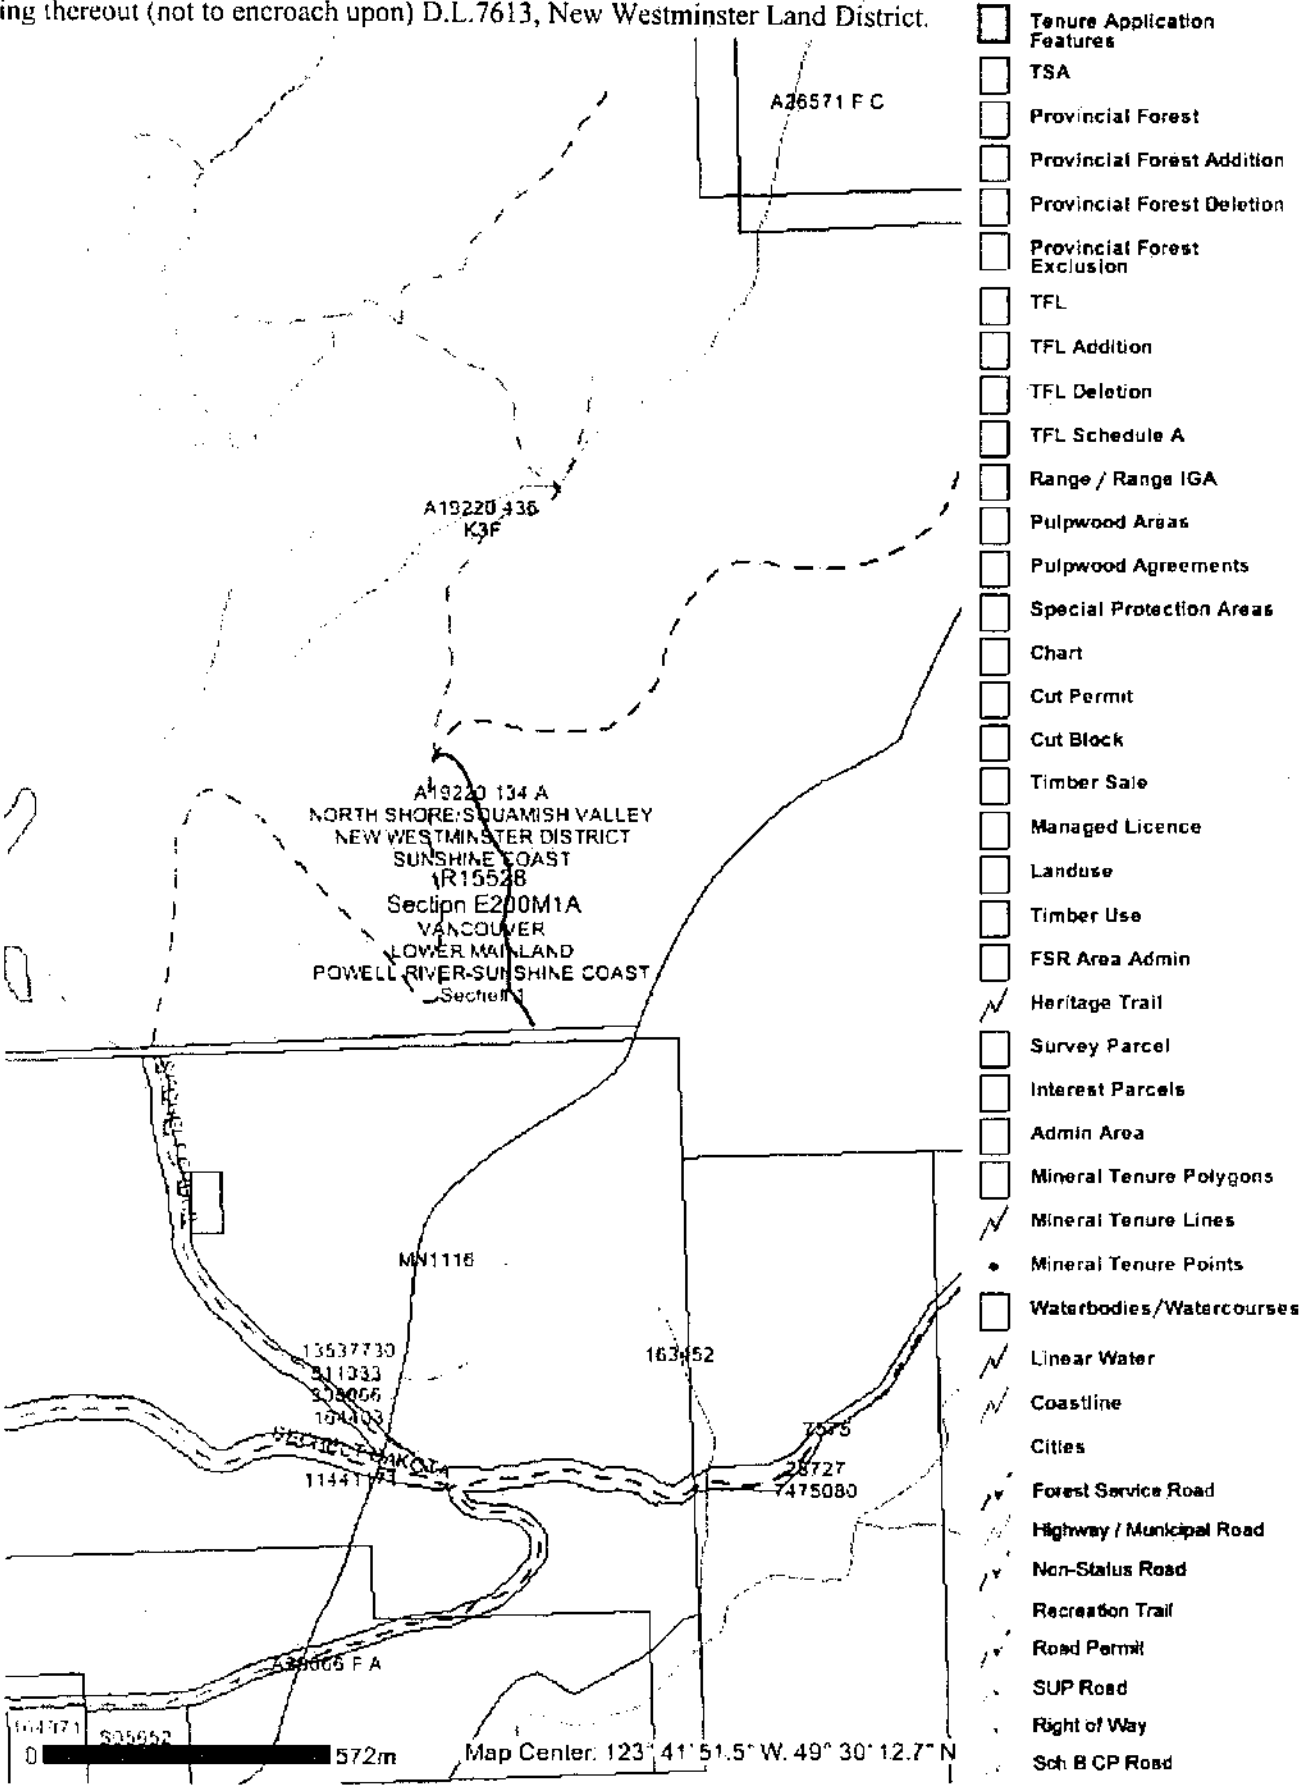 ing thereout (not to encroach upon) D.L.7613, New Westminster Land District.
A26571 F C
A19220 436
K3F
A19220 134 A
NORTH SHORE/SQUAMISH VALLEY
NEW WESTMINSTER DISTRICT
SUNSHINE COAST
R15528
Section E200M1A
VANCOUVER
LOWER MAINLAND
POWELL RIVER-SUNSHINE COAST
Section 1
MN1116
13537730
811033
164403
163452
7575
28727
7475080
S05652
0 572m
Map Center: 123° 41' 51.5" W, 49° 30' 12.7" N
Tenure Application
Features
TSA
Provincial Forest
Provincial Forest Addition
Provincial Forest Deletion
Provincial Forest
Exclusion
TFL
TFL Addition
TFL Deletion
TFL Schedule A
Range / Range IGA
Pulpwood Areas
Pulpwood Agreements
Special Protection Areas
Chart
Cut Permit
Cut Block
Timber Sale
Managed Licence
Landuse
Timber Use
FSR Area Admin
Heritage Trail
Survey Parcel
Interest Parcels
Admin Area
Mineral Tenure Polygons
Mineral Tenure Lines
Mineral Tenure Points
Waterbodies/Watercourses
Linear Water
Coastline
Cities
Forest Service Road
Highway / Municipal Road
Non-Status Road
Recreation Trail
Road Permit
SUP Road
Right of Way
Sch B CP Road